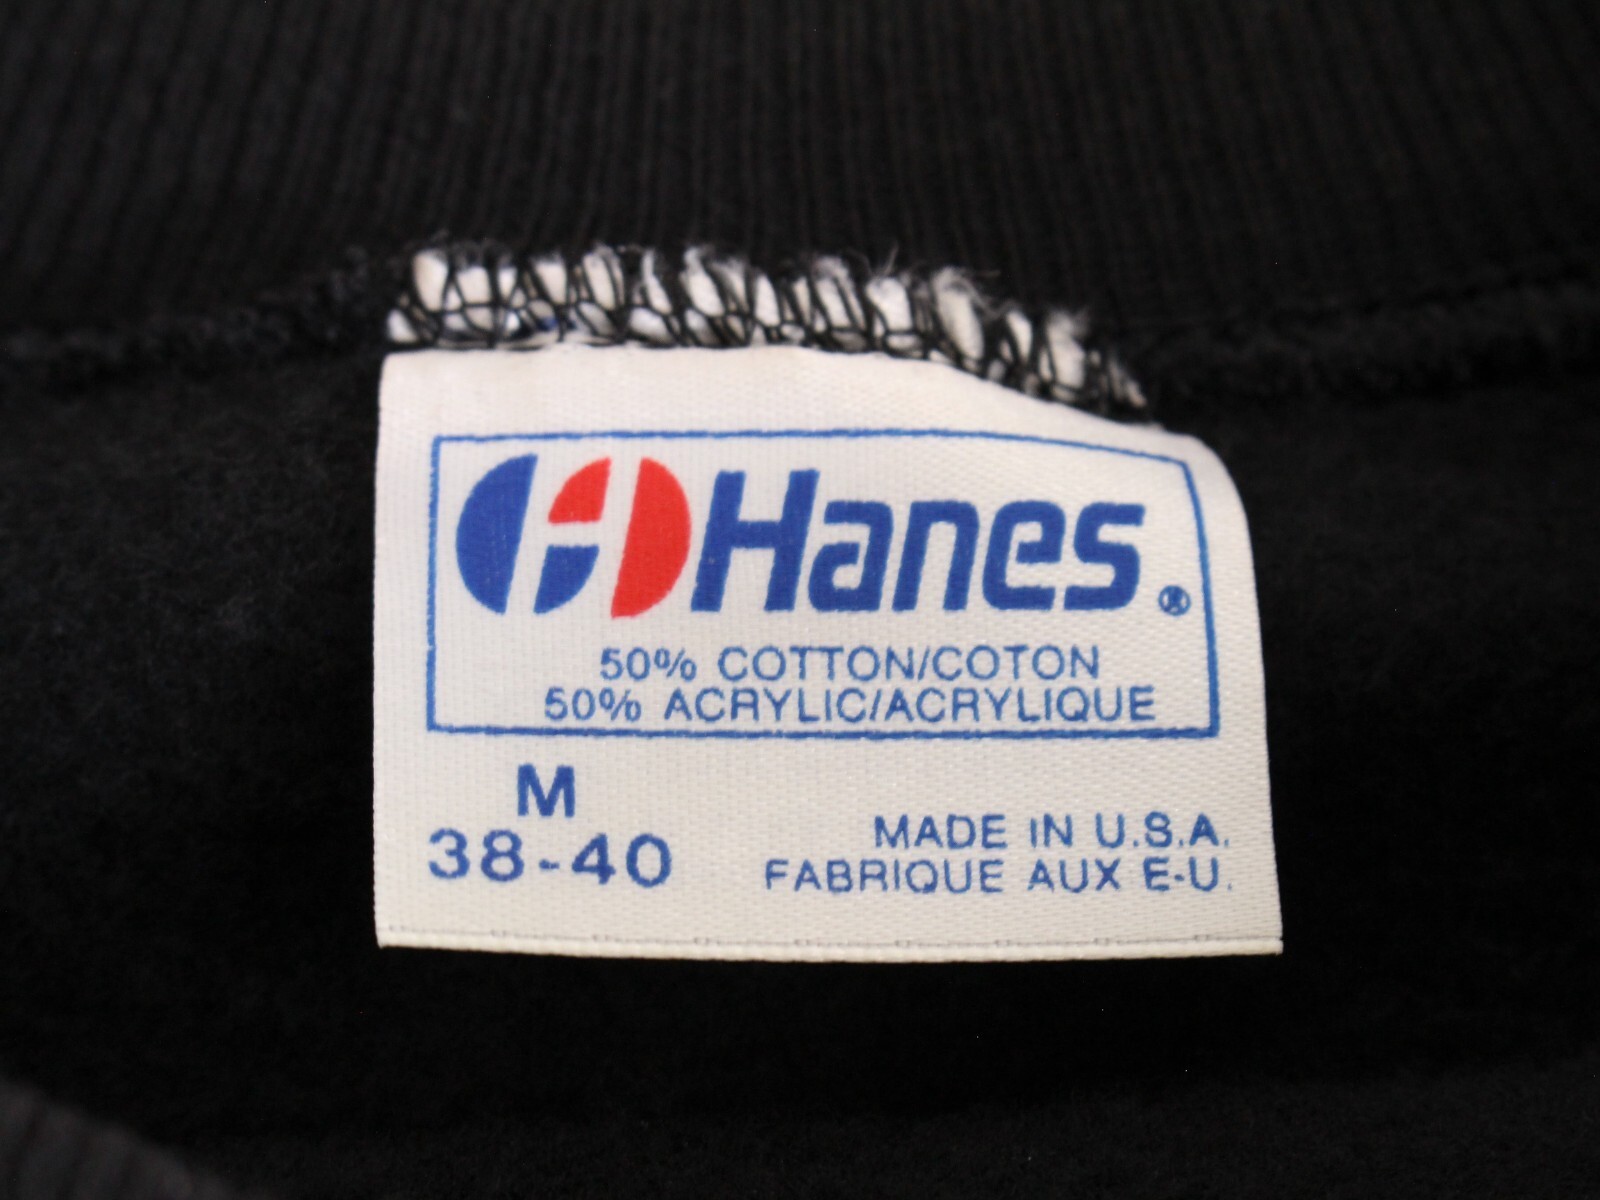 Hanes®
50% COTTON/COTON
50% ACRYLIC/ACRYLIQUE
M
38-40
MADE IN U.S.A.
FABRIQUE AUX E-U.